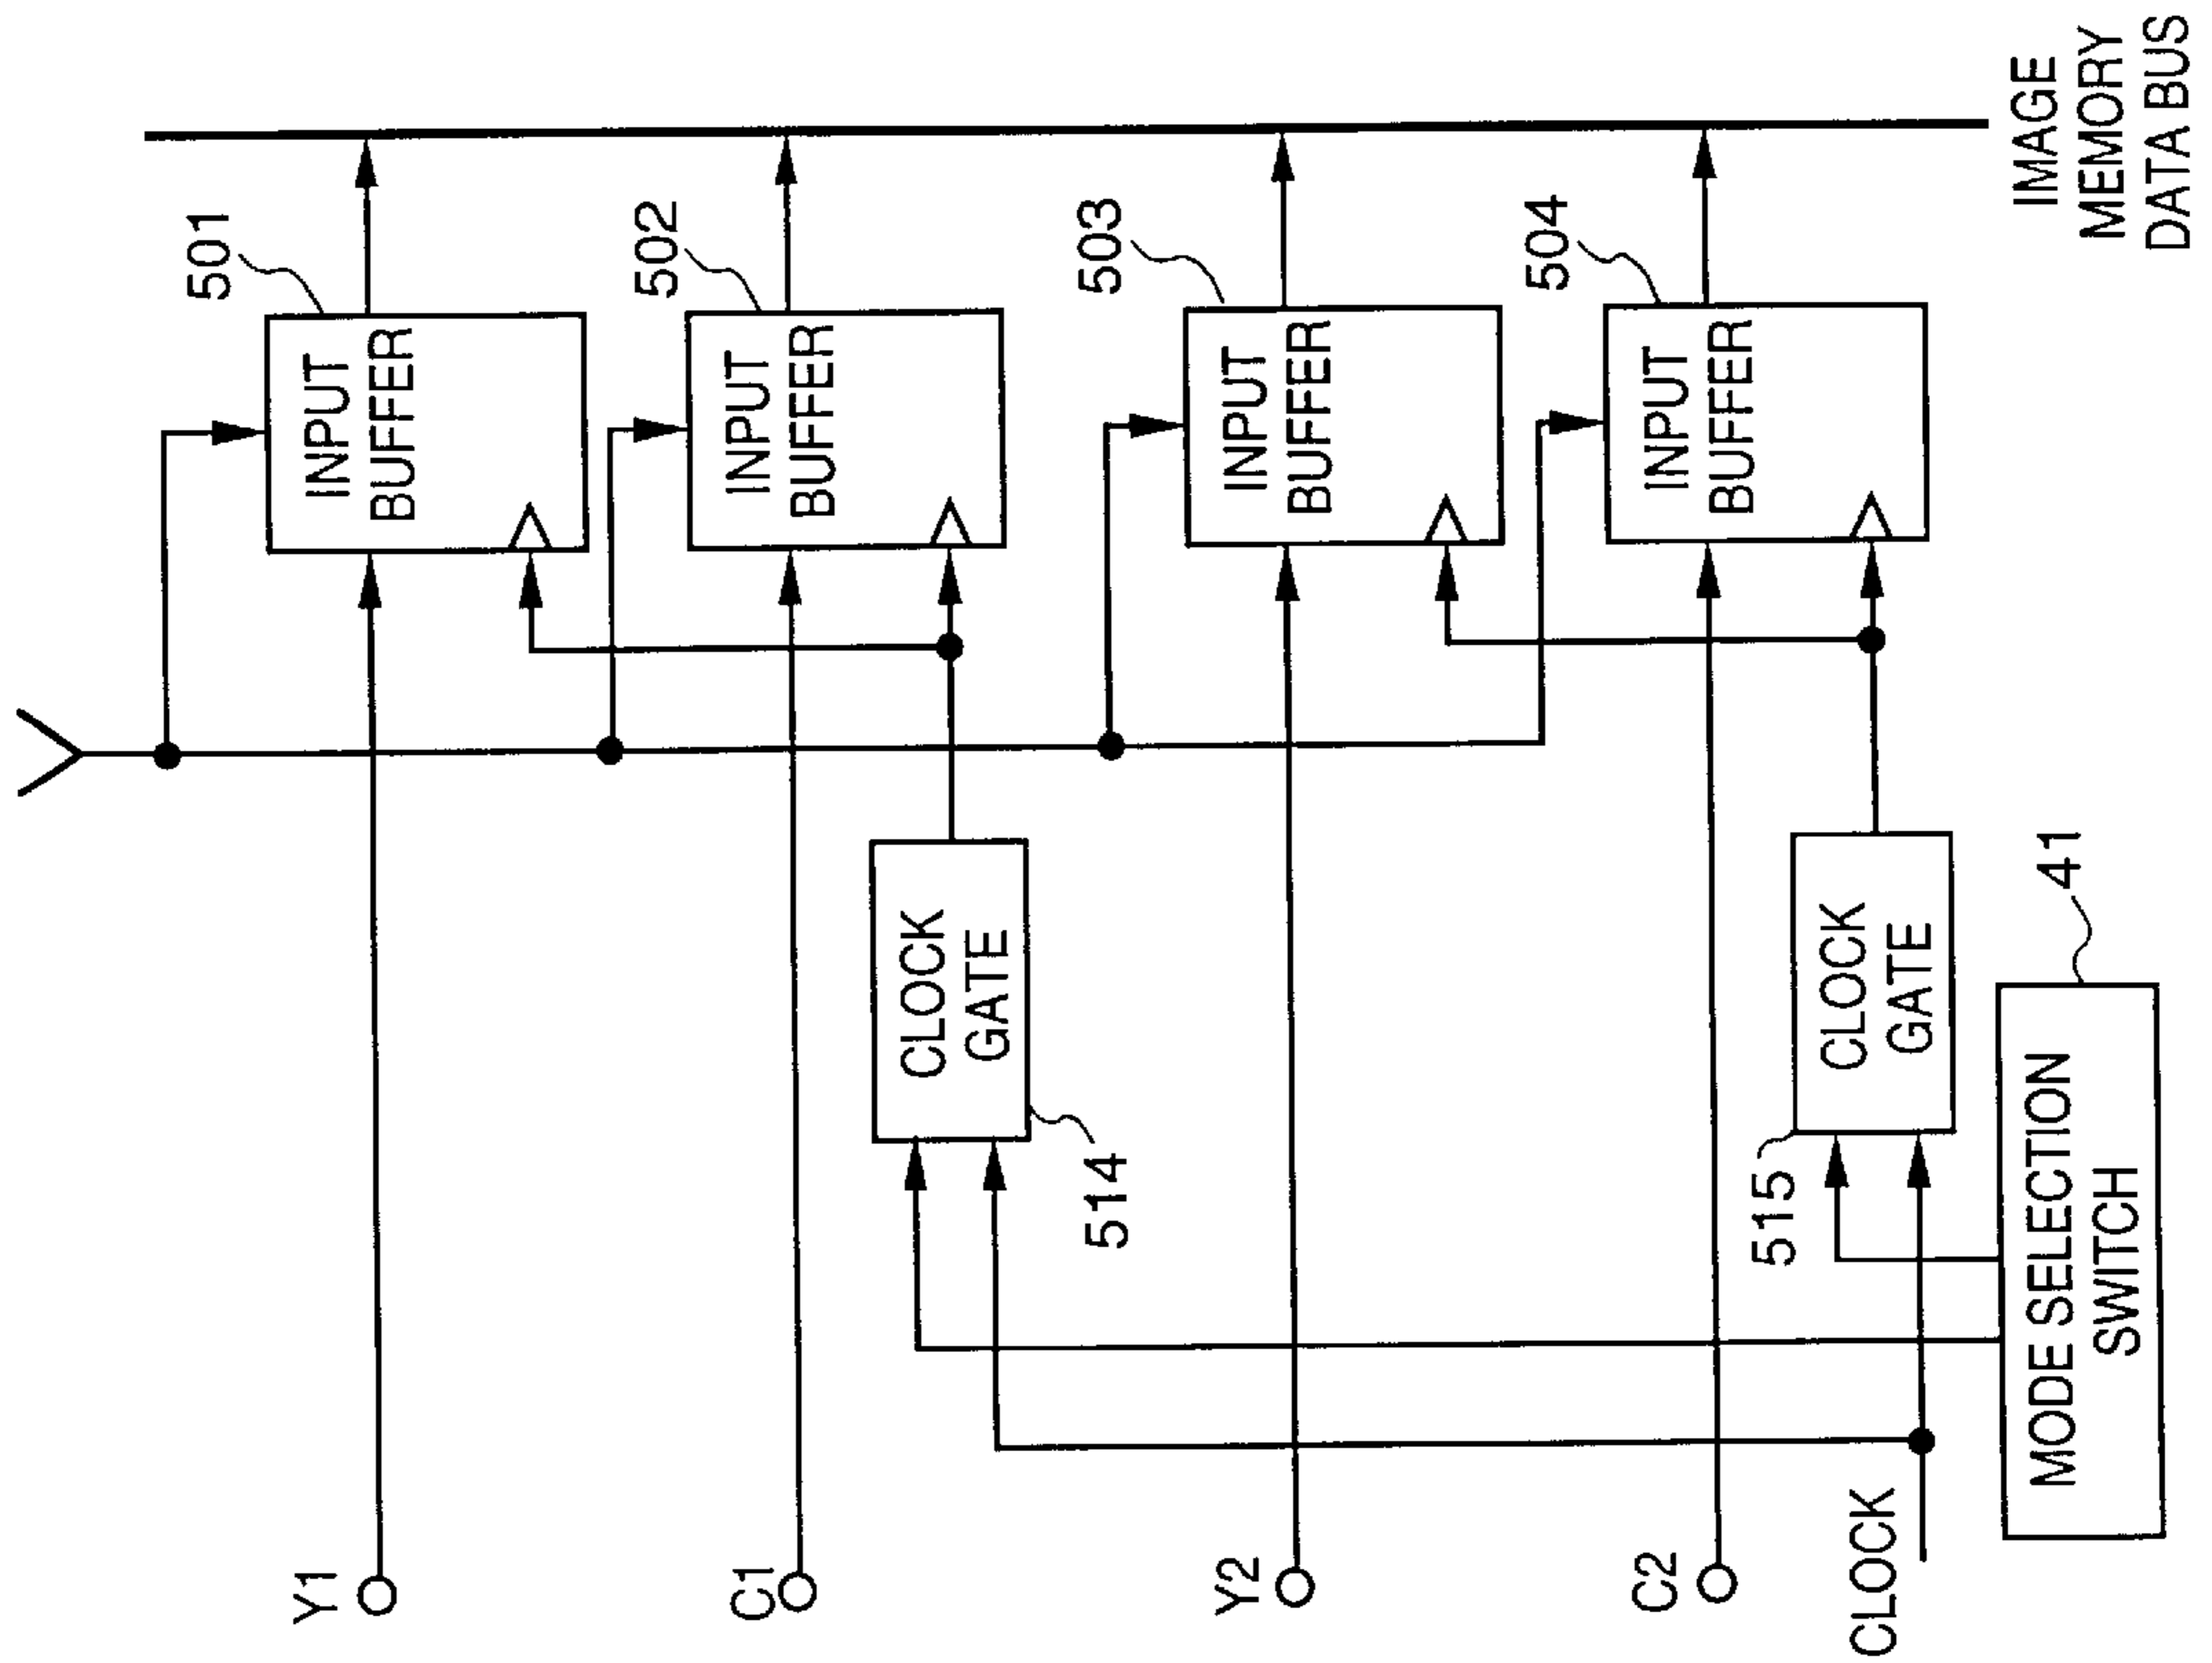 501
INPUT
BUFFER
502
INPUT
BUFFER
503
INPUT
BUFFER
504
INPUT
BUFFER
IMAGE
MEMORY
DATA BUS
CLOCK
GATE
514
CLOCK
GATE
515
41
MODE SELECTION
SWITCH
Y1
C1
Y2
C2
CLOCK